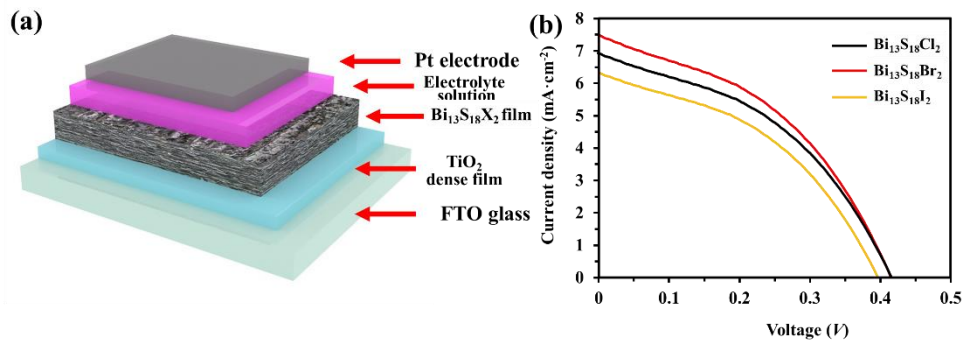 (a)
Pt electrode
Electrolyte
solution
Bi₁₃S₁₈X₂ film
TiO₂
dense film
FTO glass
(b)
Current density (mA·cm⁻²)
8
7
6
5
4
3
2
1
0
0
0.1
0.2
0.3
0.4
0.5
Voltage (V)
Bi₁₃S₁₈Cl₂
Bi₁₃S₁₈Br₂
Bi₁₃S₁₈I₂